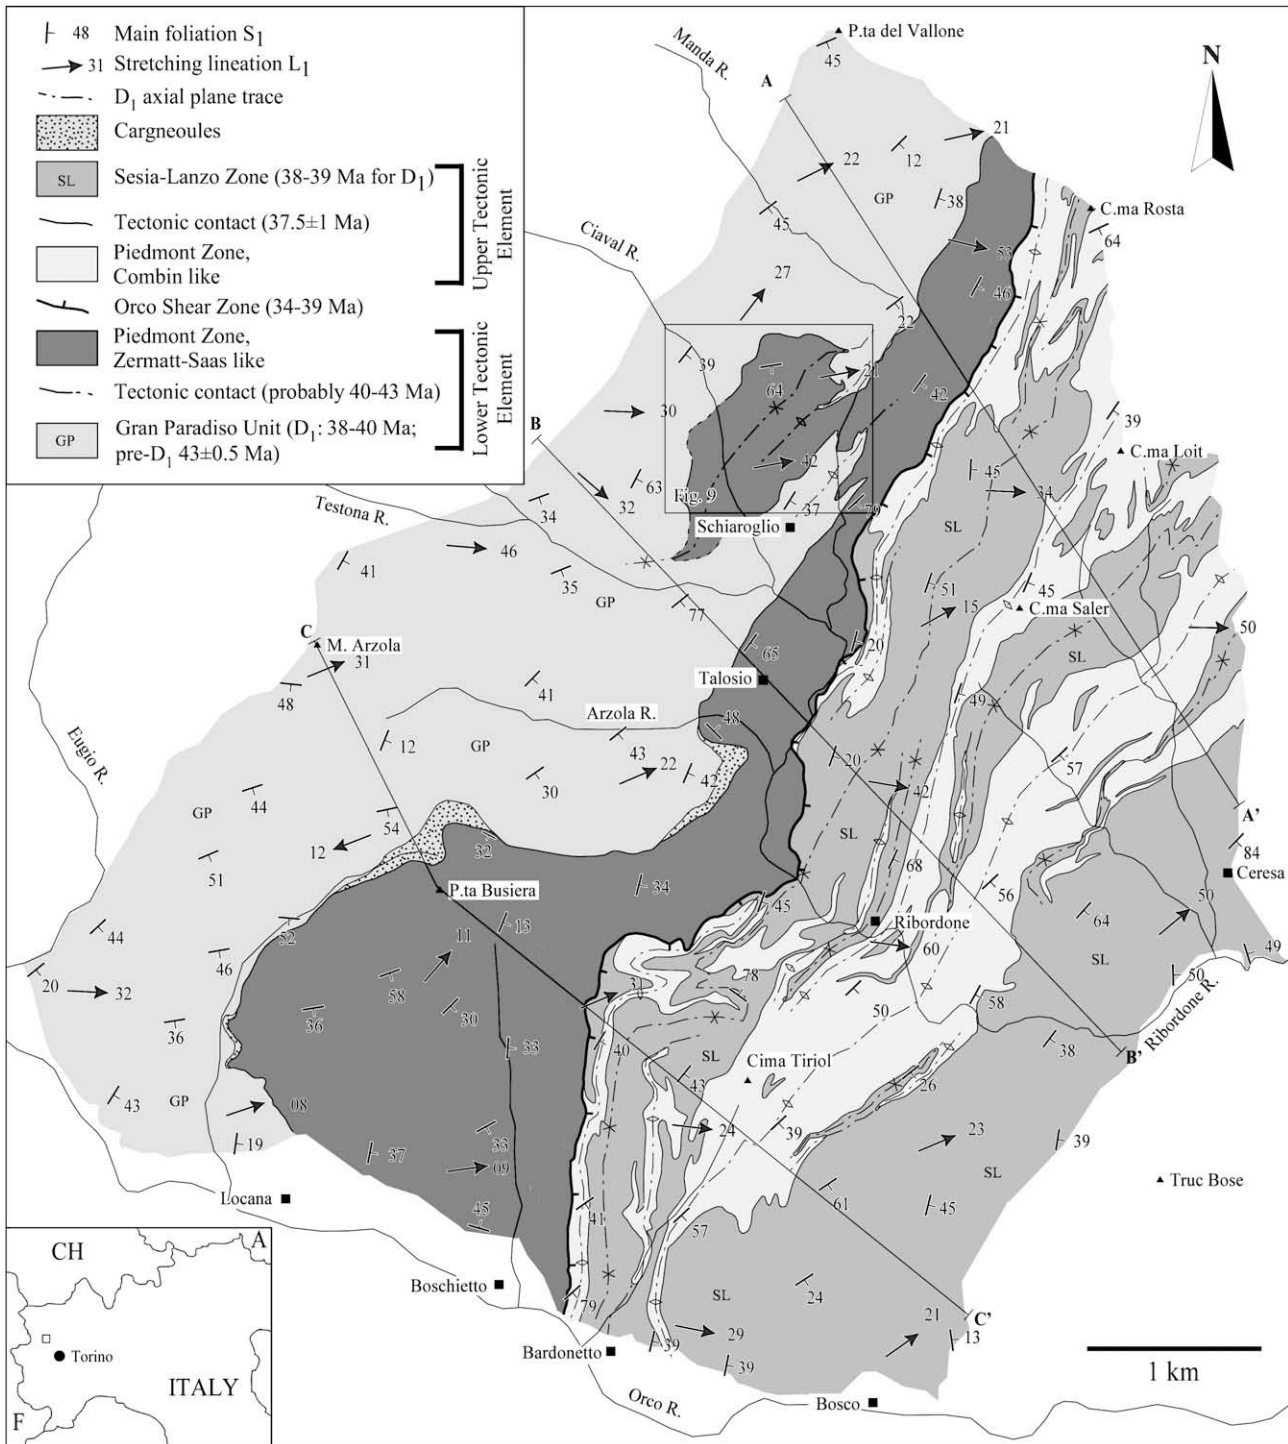 48 Main foliation S1
31 Stretching lineation L1
D1 axial plane trace
Cargneoules
SL Sesia-Lanzo Zone (38-39 Ma for D1)
Tectonic contact (37.5±1 Ma)
Piedmont Zone,
Combin like
Upper Tectonic
Element
Orco Shear Zone (34-39 Ma)
Piedmont Zone,
Zermatt-Saas like
Tectonic contact (probably 40-43 Ma)
GP Gran Paradiso Unit (D1: 38-40 Ma;
pre-D1 43±0.5 Ma)
Lower Tectonic
Element
P.ta del Vallone
45
Manda R.
N
A
21
22
12
GP
38
C.ma Rosta
45
64
Ciaval R.
53
27
46
22
39
64
21
42
30
39
B
C.ma Loit
63
42
45
34
Fig. 9
32
37
79
34
Schiaroglio
SL
Testona R.
46
41
35
GP
77
51
15
45
C.ma Saler
50
C
M. Arzola
31
65
20
SL
48
41
Talosio
49
Arzola R.
48
Eugio R.
12
GP
43
22
42
30
20
42
57
44
GP
54
A'
12
32
SL
68
84
51
Ceresa
P.ta Busiera
34
45
56
50
44
13
Ribordone
64
52
11
60
SL
49
46
78
20
32
58
31
50
50
36
30
58
Ribordone R.
36
33
40
SL
38
B'
Cima Tiriol
43
26
43
GP
08
33
24
39
23
39
19
37
09
SL
Truc Bose
Locana
45
41
61
45
57
A
CH
Boschietto
79
SL
24
21
C'
13
29
39
39
Torino
Bardonetto
1 km
ITALY
F
Orco R.
Bosco